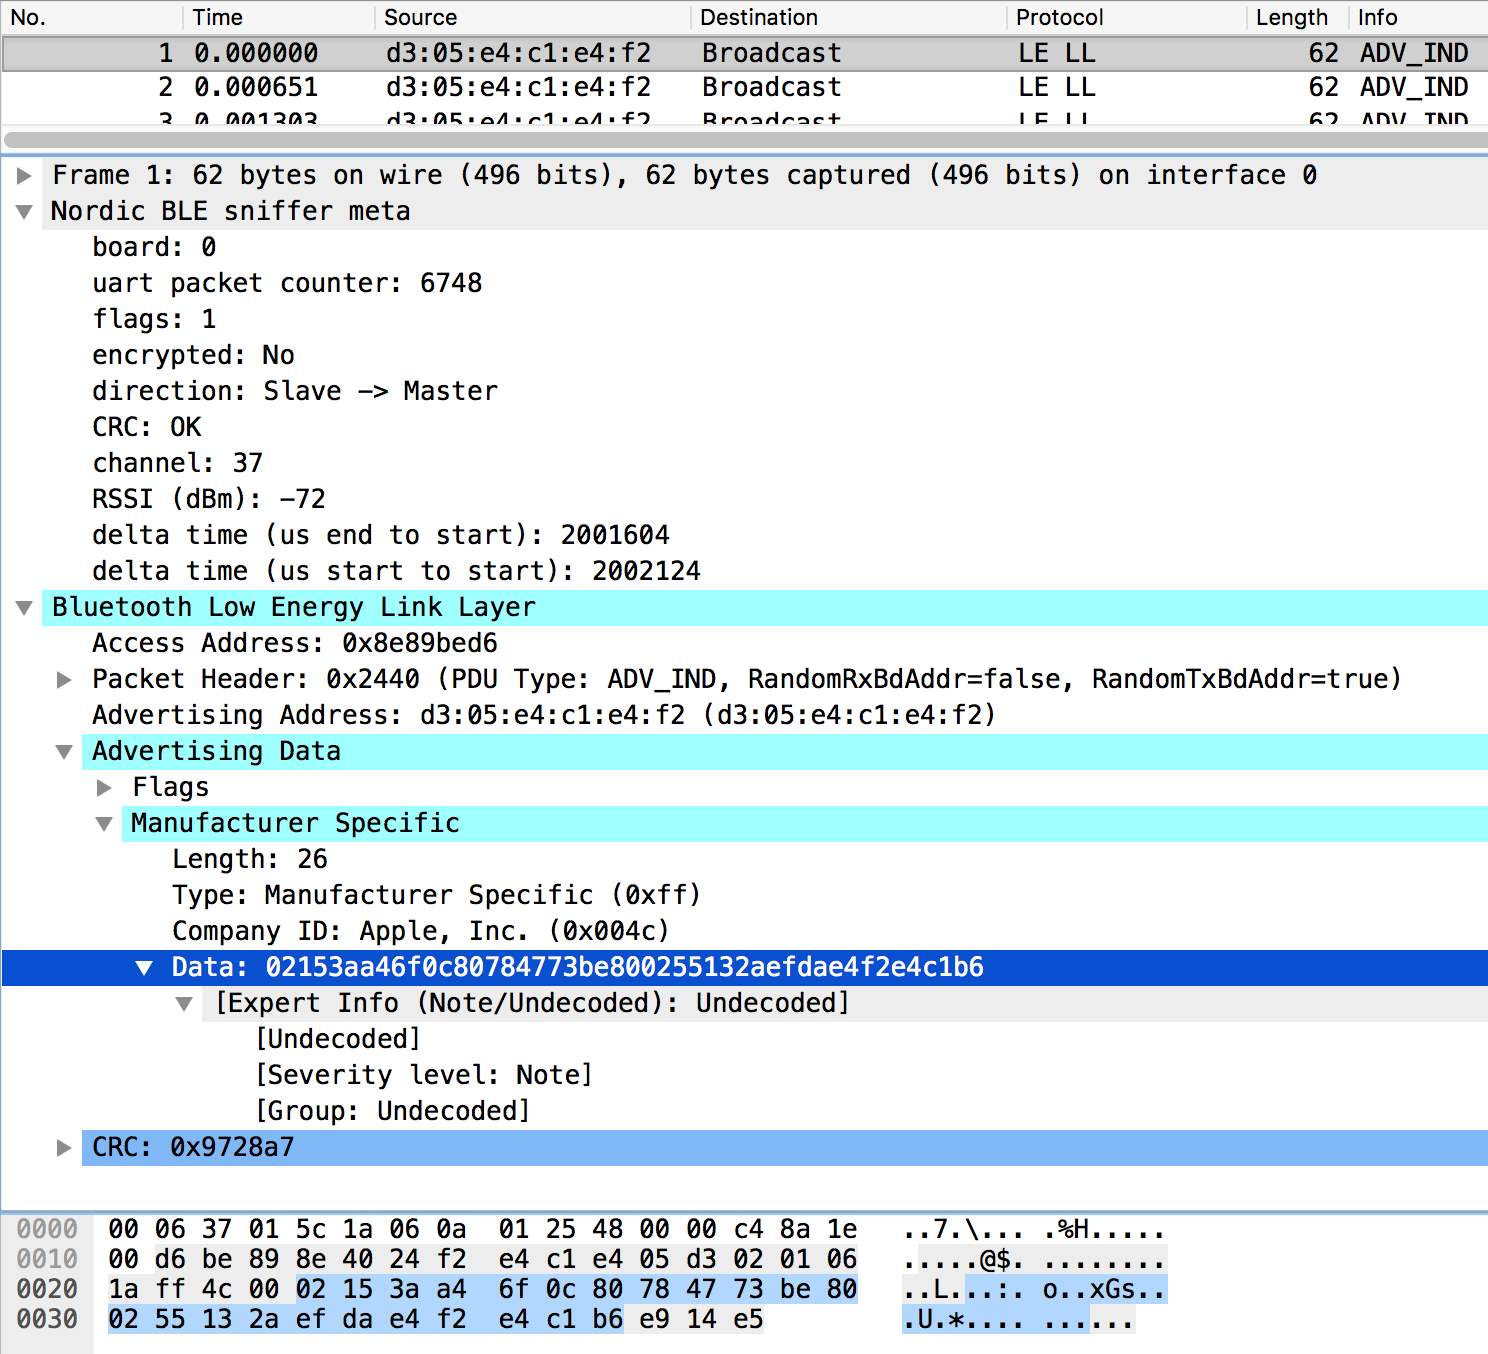 No. Time Source Destination Protocol Length Info
1 0.000000 d3:05:e4:c1:e4:f2 Broadcast LE LL 62 ADV_IND
2 0.000651 d3:05:e4:c1:e4:f2 Broadcast LE LL 62 ADV_IND
3 0.001303 d3:05:e4:c1:e4:f2 Broadcast LE LL 62 ADV_IND
Frame 1: 62 bytes on wire (496 bits), 62 bytes captured (496 bits) on interface 0
Nordic BLE sniffer meta
board: 0
uart packet counter: 6748
flags: 1
encrypted: No
direction: Slave -> Master
CRC: OK
channel: 37
RSSI (dBm): -72
delta time (us end to start): 2001604
delta time (us start to start): 2002124
Bluetooth Low Energy Link Layer
Access Address: 0x8e89bed6
Packet Header: 0x2440 (PDU Type: ADV_IND, RandomRxBdAddr=false, RandomTxBdAddr=true)
Advertising Address: d3:05:e4:c1:e4:f2 (d3:05:e4:c1:e4:f2)
Advertising Data
Flags
Manufacturer Specific
Length: 26
Type: Manufacturer Specific (0xff)
Company ID: Apple, Inc. (0x004c)
Data: 02153aa46f0c80784773be800255132aefdae4f2e4c1b6
[Expert Info (Note/Undecoded): Undecoded]
[Undecoded]
[Severity level: Note]
[Group: Undecoded]
CRC: 0x9728a7
0000 00 06 37 01 5c 1a 06 0a 01 25 48 00 00 c4 8a 1e ..7.\... .%H.....
0010 00 d6 be 89 8e 40 24 f2 e4 c1 e4 05 d3 02 01 06 .....@$. ........
0020 1a ff 4c 00 02 15 3a a4 6f 0c 80 78 47 73 be 80 ..L...:. o..xGs..
0030 02 55 13 2a ef da e4 f2 e4 c1 b6 e9 14 e5 .U.*.... ......